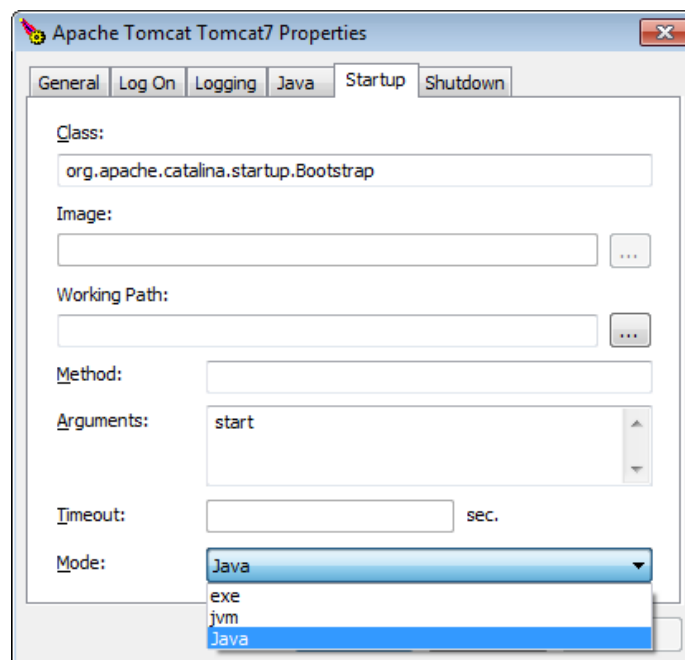 Apache Tomcat Tomcat7 Properties
General Log On Logging Java Startup Shutdown
Class:
org.apache.catalina.startup.Bootstrap
Image:
...
Working Path:
...
Method:
Arguments: start
Timeout: sec.
Mode: Java
exe
jvm
Java